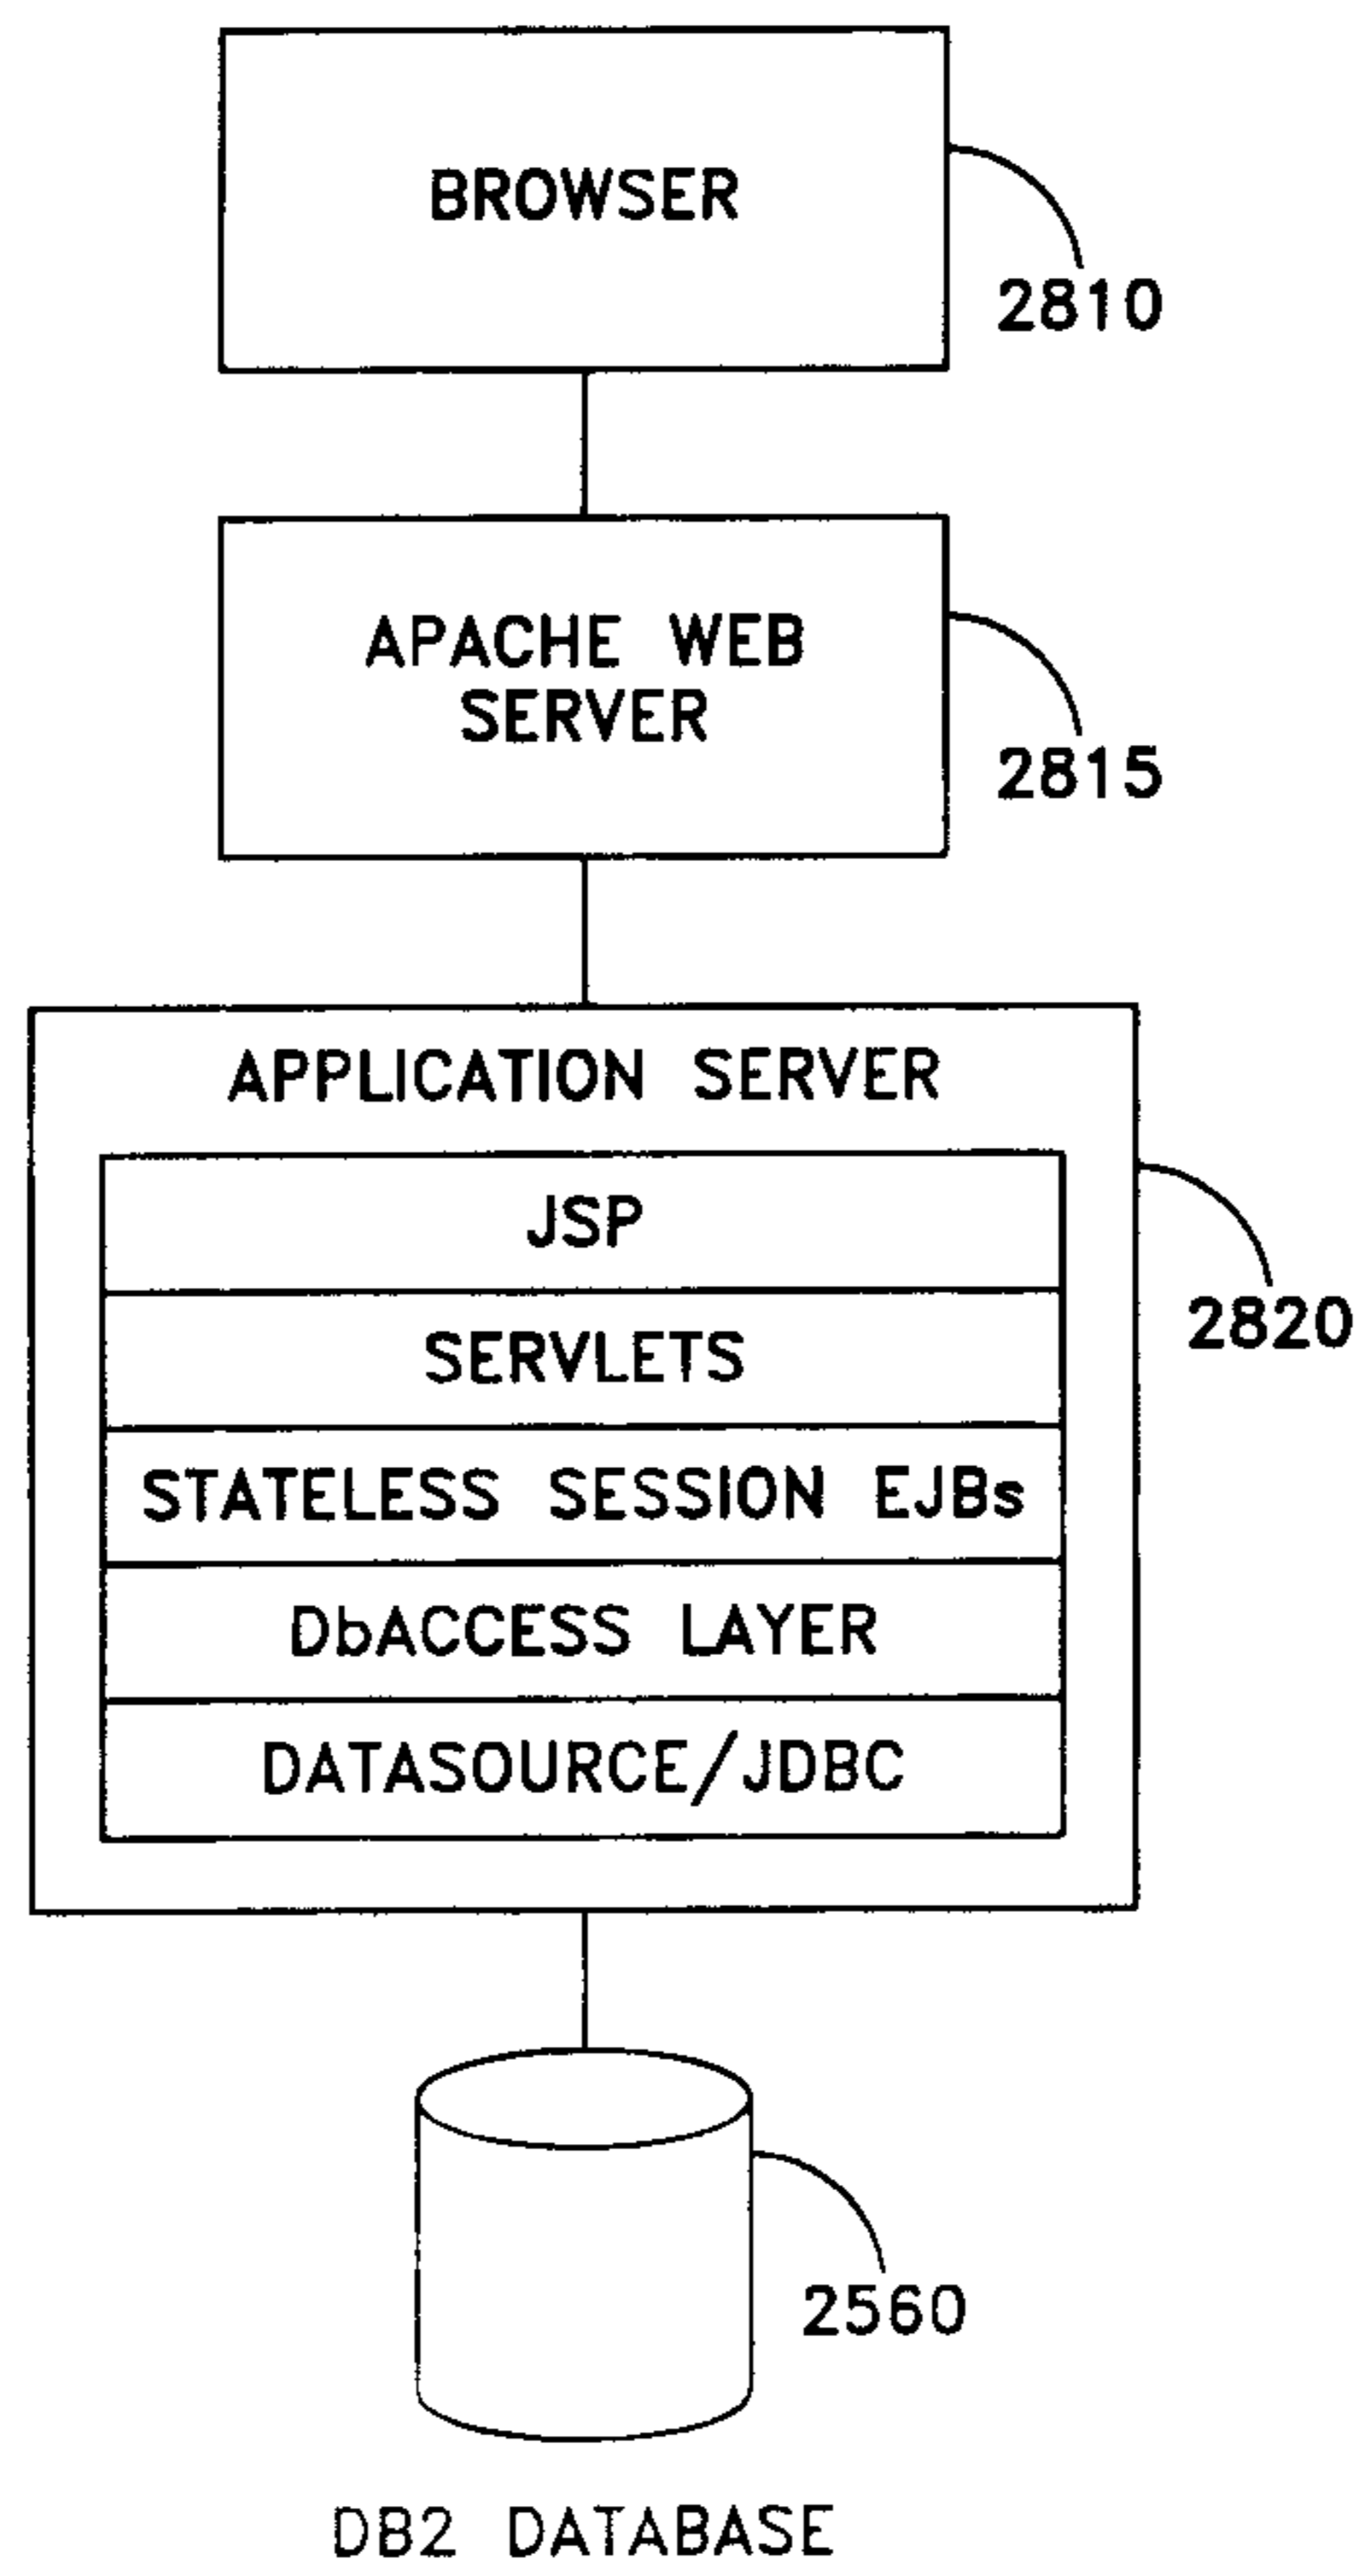 BROWSER
2810
APACHE WEB
SERVER
2815
APPLICATION SERVER
JSP
2820
SERVLETS
STATELESS SESSION EJBs
DbACCESS LAYER
DATASOURCE/JDBC
2560
DB2 DATABASE